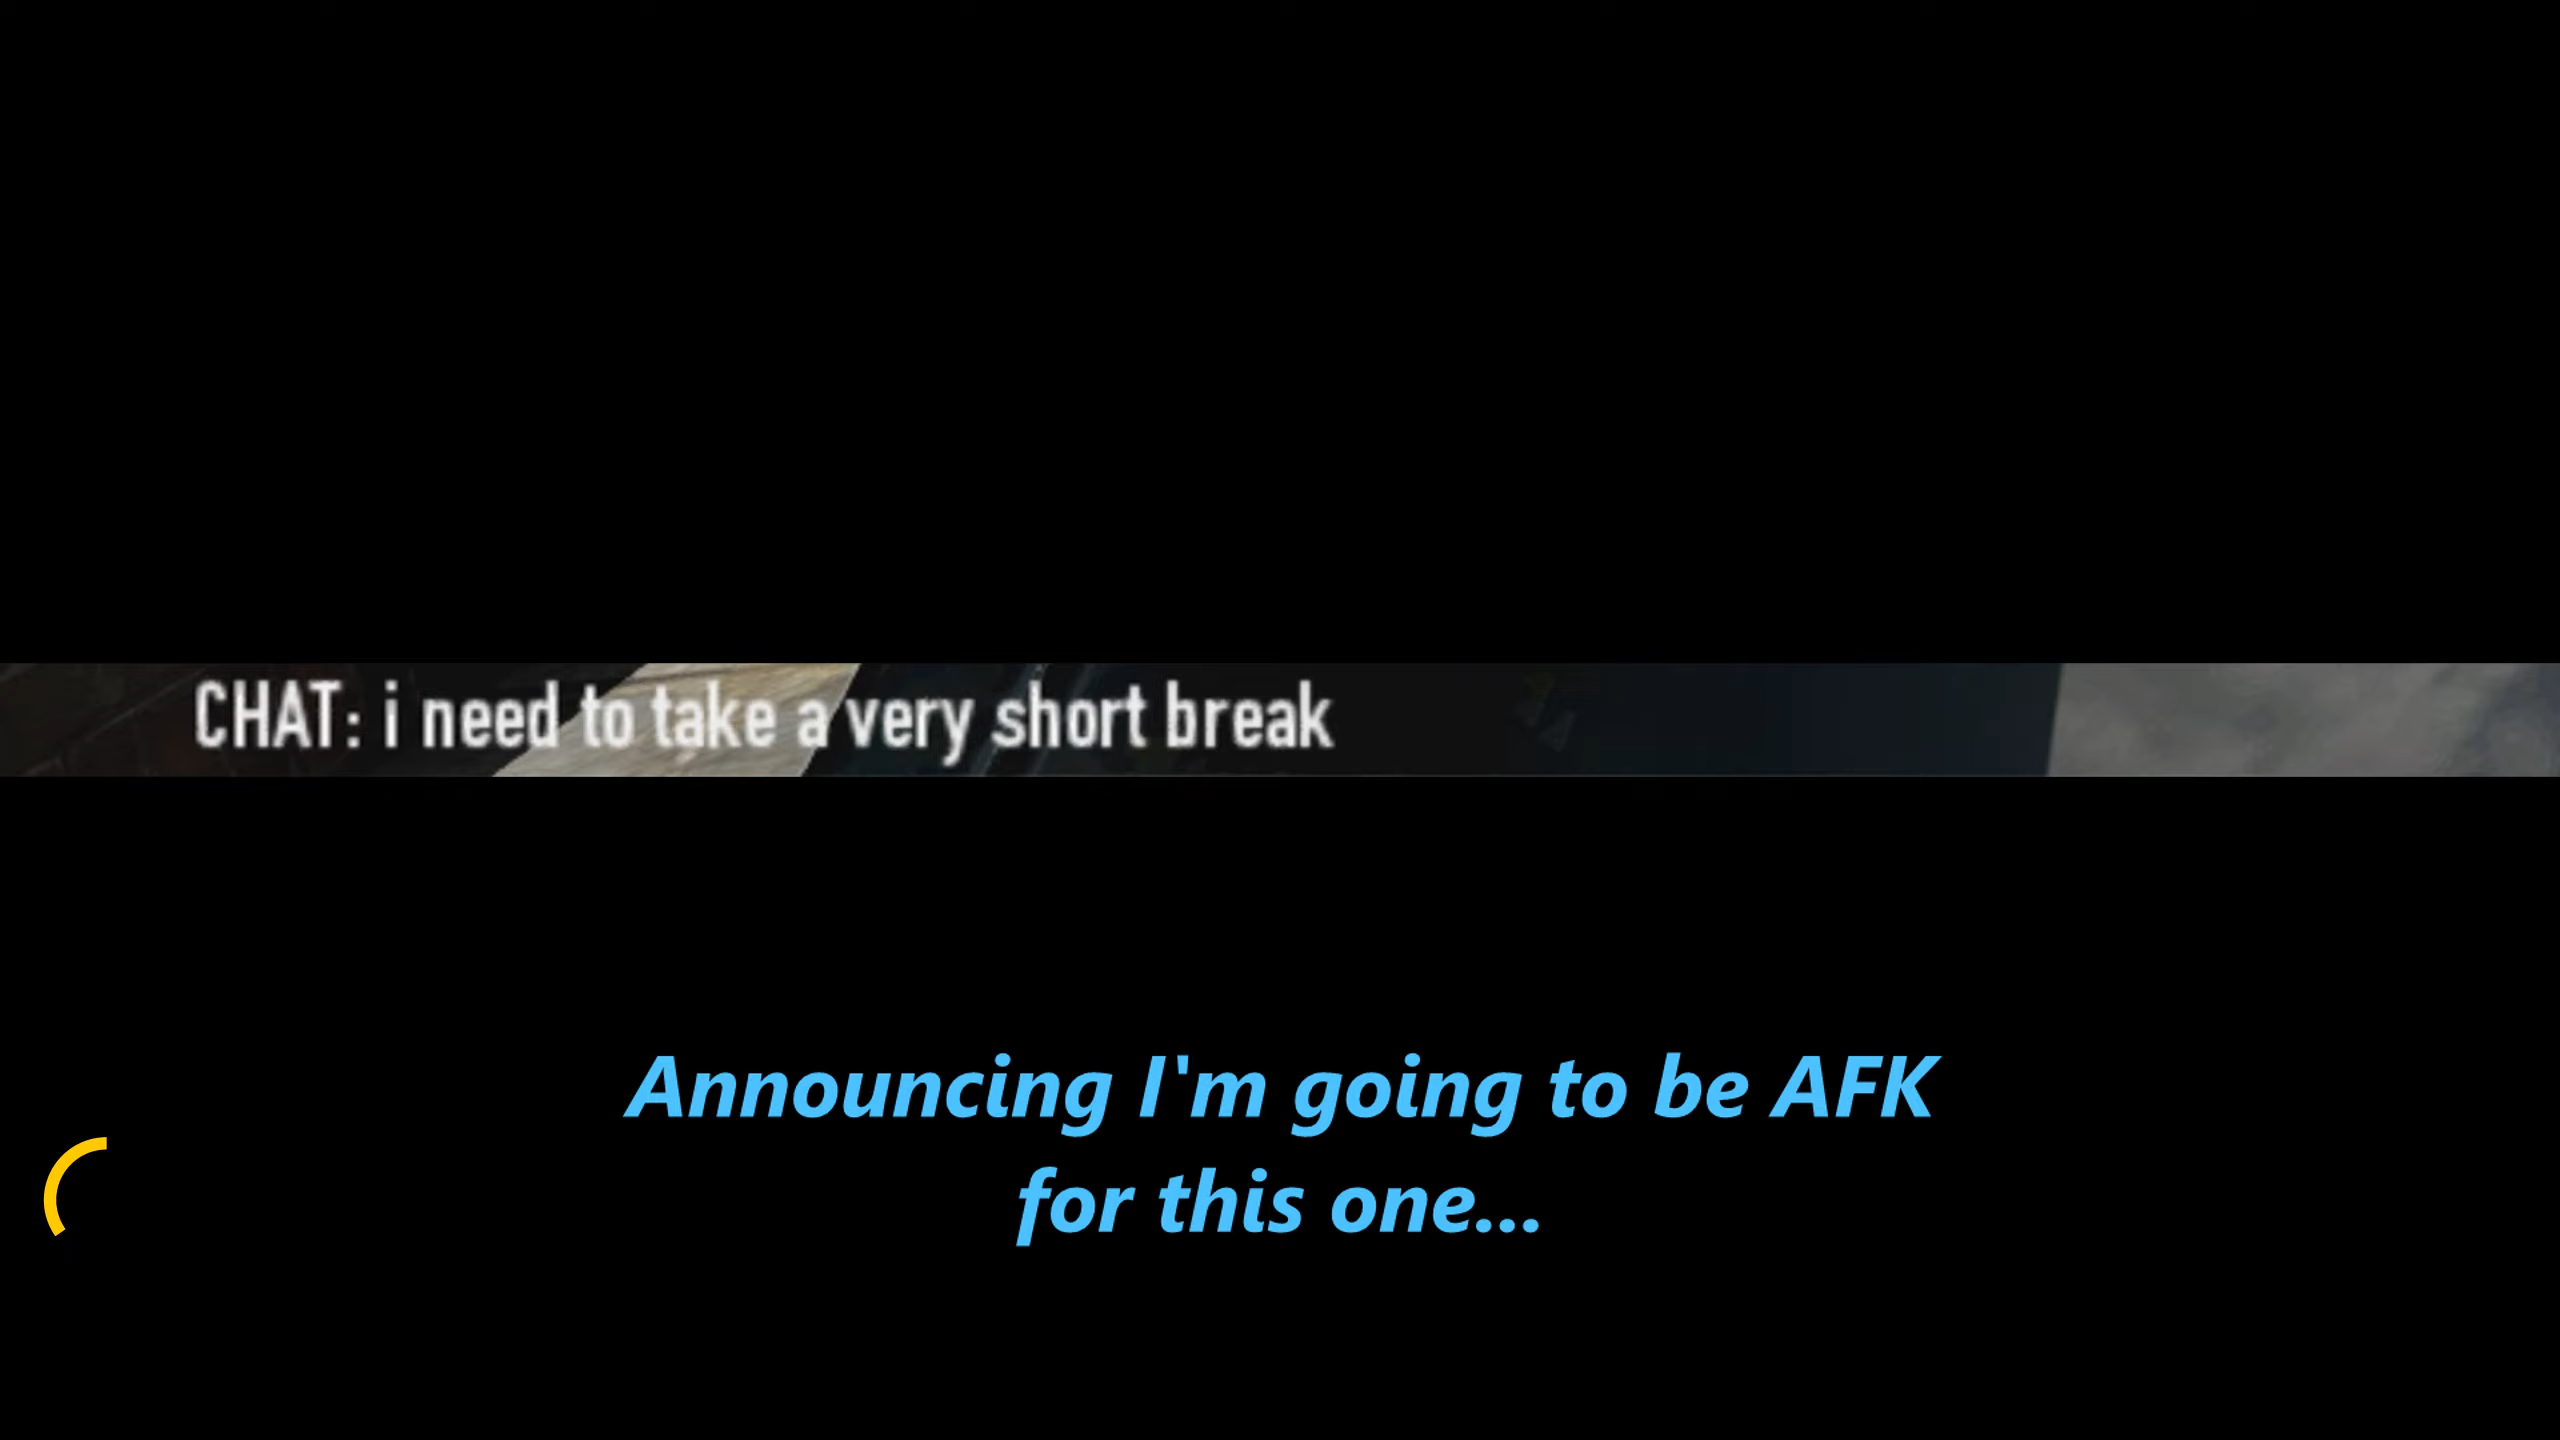 CHAT: i need to take a very short break
Announcing I'm going to be AFK
for this one...